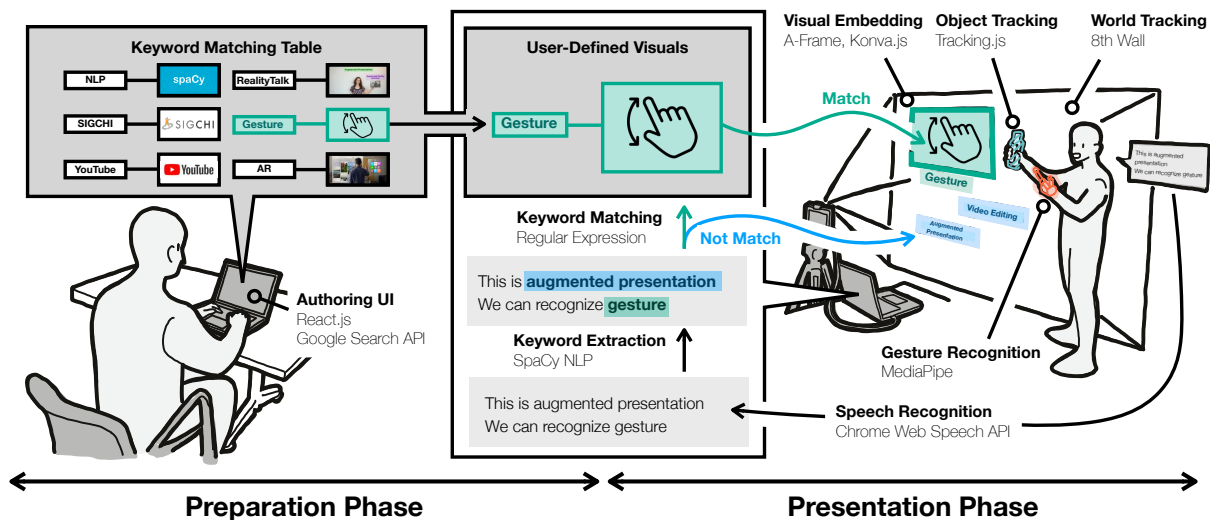 Keyword Matching Table
NLP
spaCy
RealityTalk
SIGCHI
SIGCHI
Gesture
YouTube
YouTube
AR
User-Defined Visuals
Gesture
Match
Visual Embedding
A-Frame, Konva.js
Object Tracking
Tracking.js
World Tracking
8th Wall
Gesture
Video Editing
Augmented
Presentation
This is augmented
presentation
We can recognize gesture
Keyword Matching
Regular Expression
Not Match
This is augmented presentation
We can recognize gesture
Keyword Extraction
SpaCy NLP
This is augmented presentation
We can recognize gesture
Authoring UI
React.js
Google Search API
Gesture Recognition
MediaPipe
Speech Recognition
Chrome Web Speech API
Preparation Phase
Presentation Phase